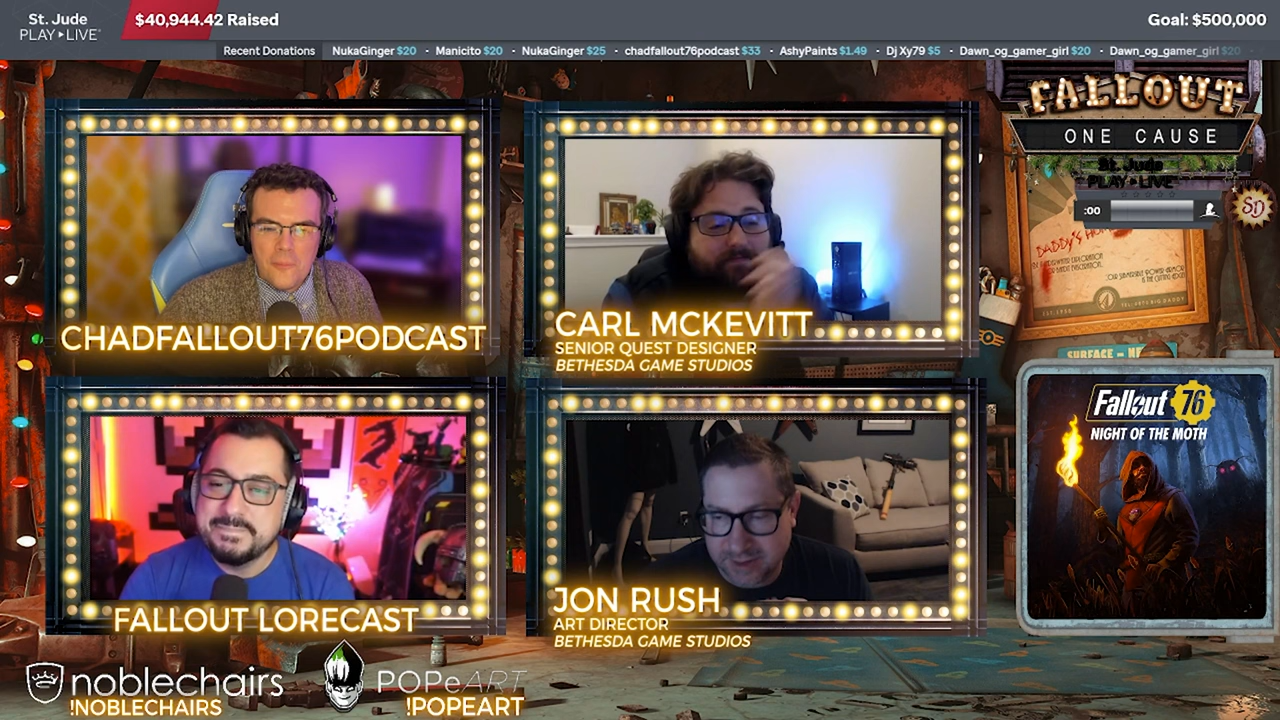 St. Jude
PLAY LIVE
$40,944.42 Raised
Goal: $500,000
Recent Donations
NukaGinger $20 · Manicito $20 · NukaGinger $25 · chadfallout76podcast $33 · AshyPaints $1.49 · Dj Xy79 $5 · Dawn_og_gamer_girl $20 · Dawn_og_gamer_girl $20
FALLOUT
ONE CAUSE
St. Jude
PLAY LIVE
:00
SD
DADDY'S
CHADFALLOUT76PODCAST
CARL MCKEVITT
SENIOR QUEST DESIGNER
BETHESDA GAME STUDIOS
Fallout 76
NIGHT OF THE MOTH
FALLOUT LORECAST
JON RUSH
ART DIRECTOR
BETHESDA GAME STUDIOS
noblechairs
!NOBLECHAIRS
POPeART
!POPEART